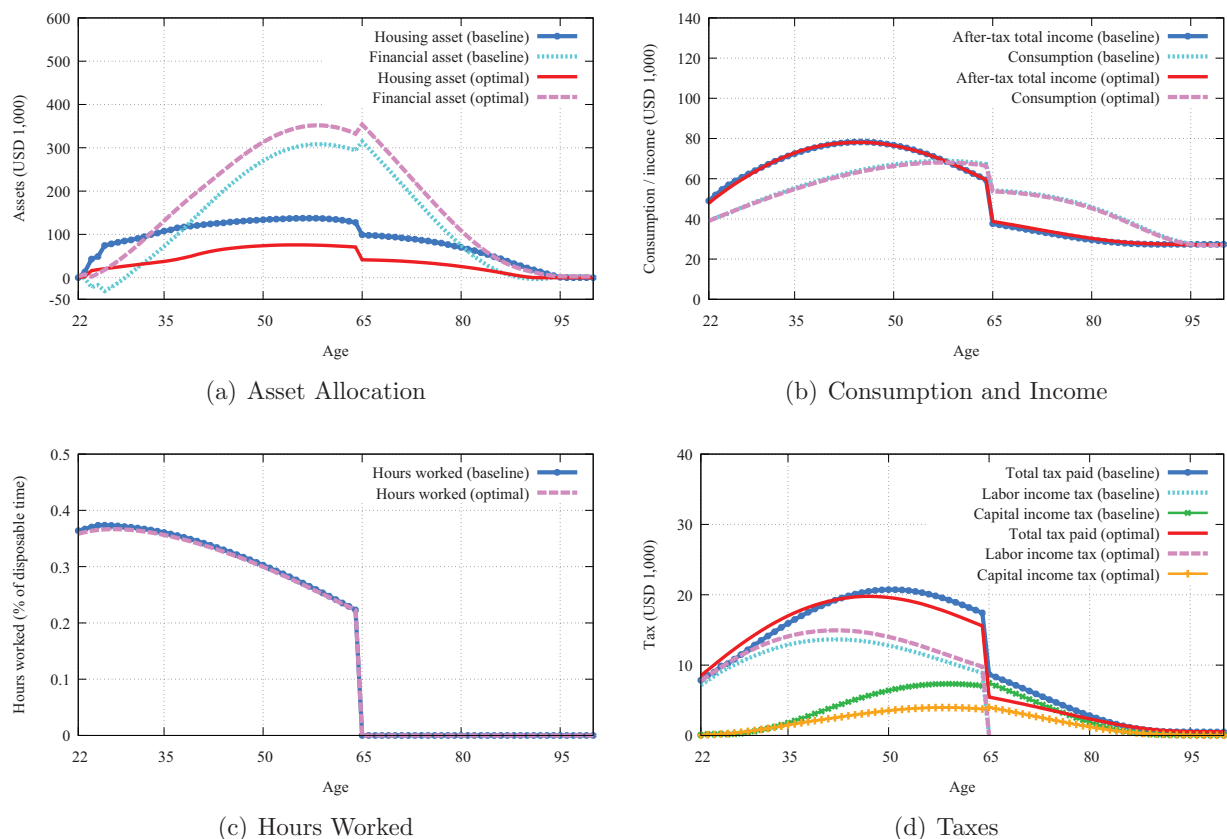 600
500
400
300
200
100
0
-50
Assets (USD 1,000)
Housing asset (baseline)
Financial asset (baseline)
Housing asset (optimal)
Financial asset (optimal)
22 35 50 65 80 95
Age
(a) Asset Allocation
140
120
100
80
60
40
20
0
Consumption / income (USD 1,000)
After-tax total income (baseline)
Consumption (baseline)
After-tax total income (optimal)
Consumption (optimal)
22 35 50 65 80 95
Age
(b) Consumption and Income
0.5
0.4
0.3
0.2
0.1
0
Hours worked (% of disposable time)
Hours worked (baseline)
Hours worked (optimal)
22 35 50 65 80 95
Age
(c) Hours Worked
40
30
20
10
0
Tax (USD 1,000)
Total tax paid (baseline)
Labor income tax (baseline)
Capital income tax (baseline)
Total tax paid (optimal)
Labor income tax (optimal)
Capital income tax (optimal)
22 35 50 65 80 95
Age
(d) Taxes